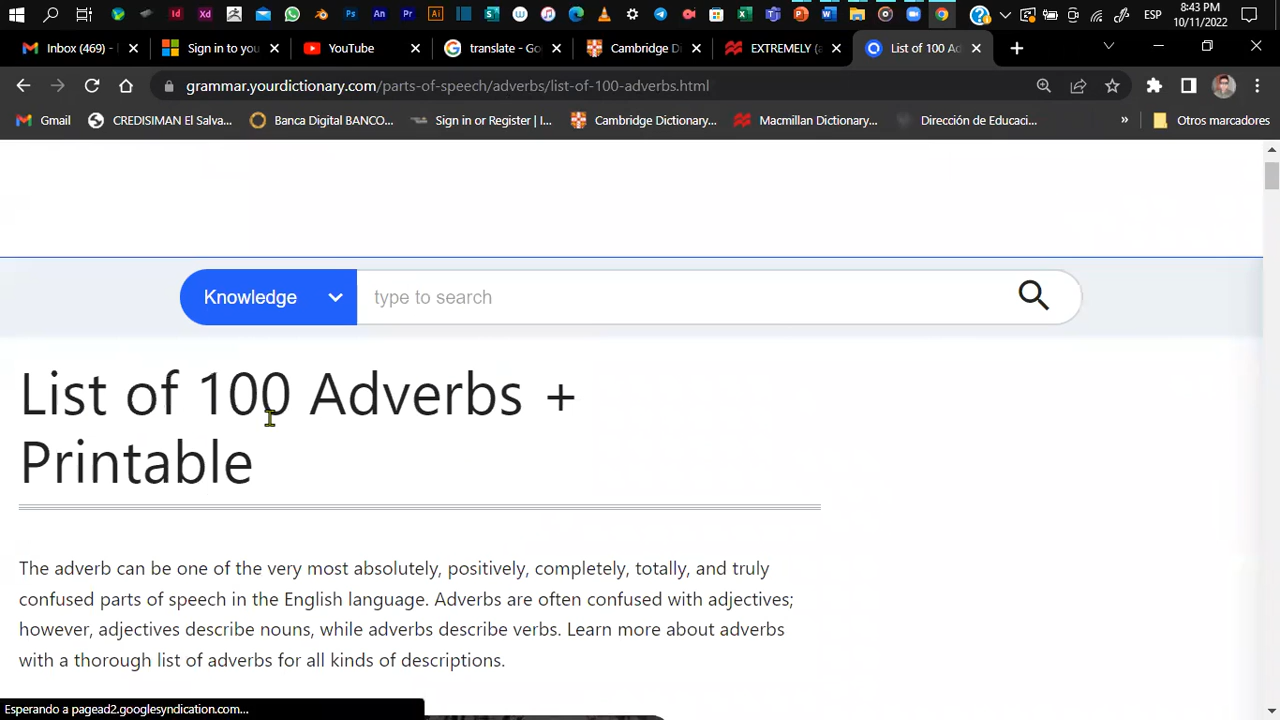 ESP
8:43 PM
10/11/2022
Inbox (469) -
Sign in to you
YouTube
translate - Go
Cambridge D
EXTREMELY (a
List of 100 Ad
grammar.yourdictionary.com/parts-of-speech/adverbs/list-of-100-adverbs.html
Gmail
CREDISIMAN El Salva...
Banca Digital BANCO...
Sign in or Register | I...
Cambridge Dictionary...
Macmillan Dictionary...
Dirección de Educaci...
»
Otros marcadores
Knowledge
type to search
List of 100 Adverbs +
Printable
The adverb can be one of the very most absolutely, positively, completely, totally, and truly
confused parts of speech in the English language. Adverbs are often confused with adjectives;
however, adjectives describe nouns, while adverbs describe verbs. Learn more about adverbs
with a thorough list of adverbs for all kinds of descriptions.
Esperando a pagead2.googlesyndication.com...